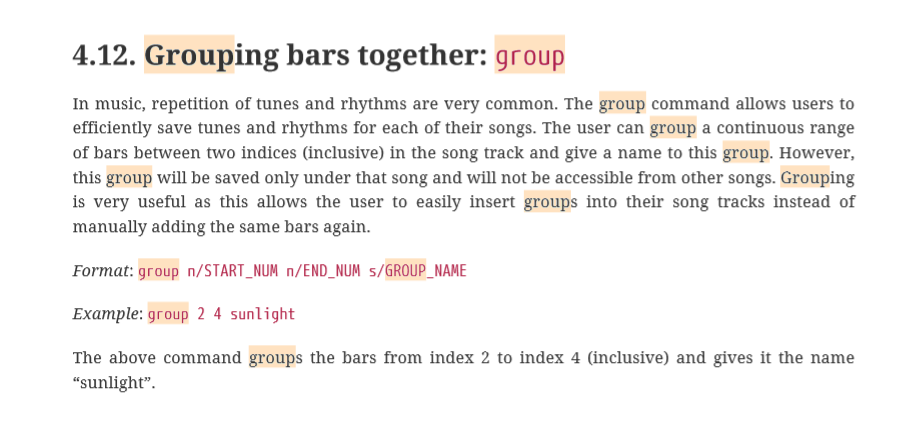 4.12. Grouping bars together: group
In music, repetition of tunes and rhythms are very common. The group command allows users to
efficiently save tunes and rhythms for each of their songs. The user can group a continuous range
of bars between two indices (inclusive) in the song track and give a name to this group. However,
this group will be saved only under that song and will not be accessible from other songs. Grouping
is very useful as this allows the user to easily insert groups into their song tracks instead of
manually adding the same bars again.
Format: group n/START_NUM n/END_NUM s/GROUP_NAME
Example: group 2 4 sunlight
The above command groups the bars from index 2 to index 4 (inclusive) and gives it the name
“sunlight”.